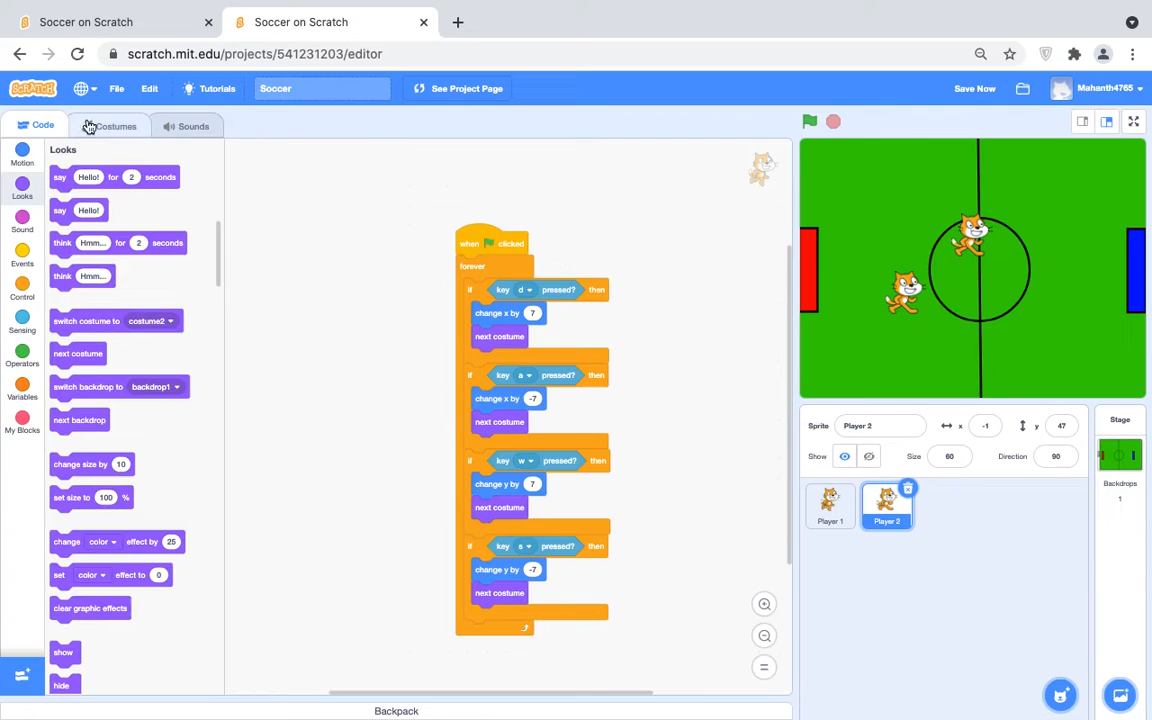 Soccer on Scratch
Soccer on Scratch
scratch.mit.edu/projects/541231203/editor
SCRATCH File Edit Tutorials Soccer See Project Page Save Now Mahanth4765
Code Costumes Sounds
Motion
Looks
Sound
Events
Control
Sensing
Operators
Variables
My Blocks
Looks
say Hello! for 2 seconds
say Hello!
think Hmm... for 2 seconds
think Hmm...
switch costume to costume2
next costume
switch backdrop to backdrop1
next backdrop
change size by 10
set size to 100 %
change color effect by 25
set color effect to 0
clear graphic effects
show
hide
when clicked
forever
if key d pressed? then
change x by 7
next costume
if key a pressed? then
change x by -7
next costume
if key w pressed? then
change y by 7
next costume
if key s pressed? then
change y by -7
next costume
Sprite Player 2 x -1 y 47
Show Size 60 Direction 90
Player 1
Player 2
Stage
Backdrops
1
Backpack